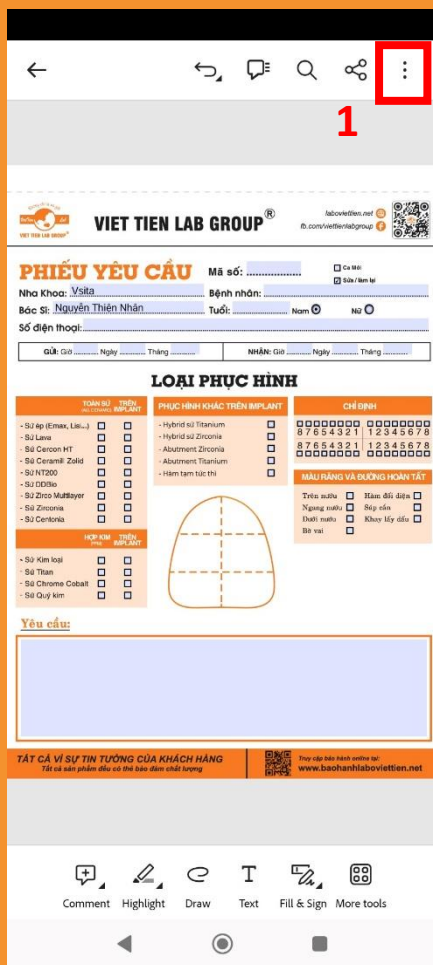 1
VIET TIEN LAB GROUP®
laboviettien.net
fb.com/viettienlabgroup
VIET TIEN LAB GROUP
PHIẾU YÊU CẦU
Mã số: ..................
Ca Mới
Sửa / làm lại
Nha Khoa: Vsita
Bệnh nhân:
Bác Sĩ: Nguyễn Thiện Nhân
Tuổi: Nam Nữ
Số điện thoại:
GỬI: Giờ ........... Ngày ........... Tháng ...........
NHẬN: Giờ ........... Ngày ........... Tháng ...........
LOẠI PHỤC HÌNH
TOÀN SỨ TRÊN IMPLANT
- Sứ ép (Emax, Lisi...)
- Sứ Lava
- Sứ Cercon HT
- Sứ Ceramill Zolid
- Sứ NT200
- Sứ DDBio
- Sứ Zirco Multilayer
- Sứ Zirconia
- Sứ Centonia
HỢP KIM TRÊN IMPLANT
- Sứ Kim loại
- Sứ Titan
- Sứ Chrome Cobalt
- Sứ Quý kim
PHỤC HÌNH KHÁC TRÊN IMPLANT
- Hybrid sứ Titanium
- Hybrid sứ Zirconia
- Abutment Zirconia
- Abutment Titanium
- Hàm tạm tức thì
CHỈ ĐỊNH
8 7 6 5 4 3 2 1 1 2 3 4 5 6 7 8
8 7 6 5 4 3 2 1 1 2 3 4 5 6 7 8
MÀU RĂNG VÀ ĐƯỜNG HOÀN TẤT
Trên nướu Hàm đối diện
Ngang nướu Sáp cắn
Dưới nướu Khay lấy dấu
Bờ vai
Yêu cầu:
TẤT CẢ VÌ SỰ TIN TƯỞNG CỦA KHÁCH HÀNG
Tất cả sản phẩm đều có thẻ bảo đảm chất lượng
Truy cập bảo hành online tại:
www.baohanhlaboviettien.net
Comment Highlight Draw Text Fill & Sign More tools